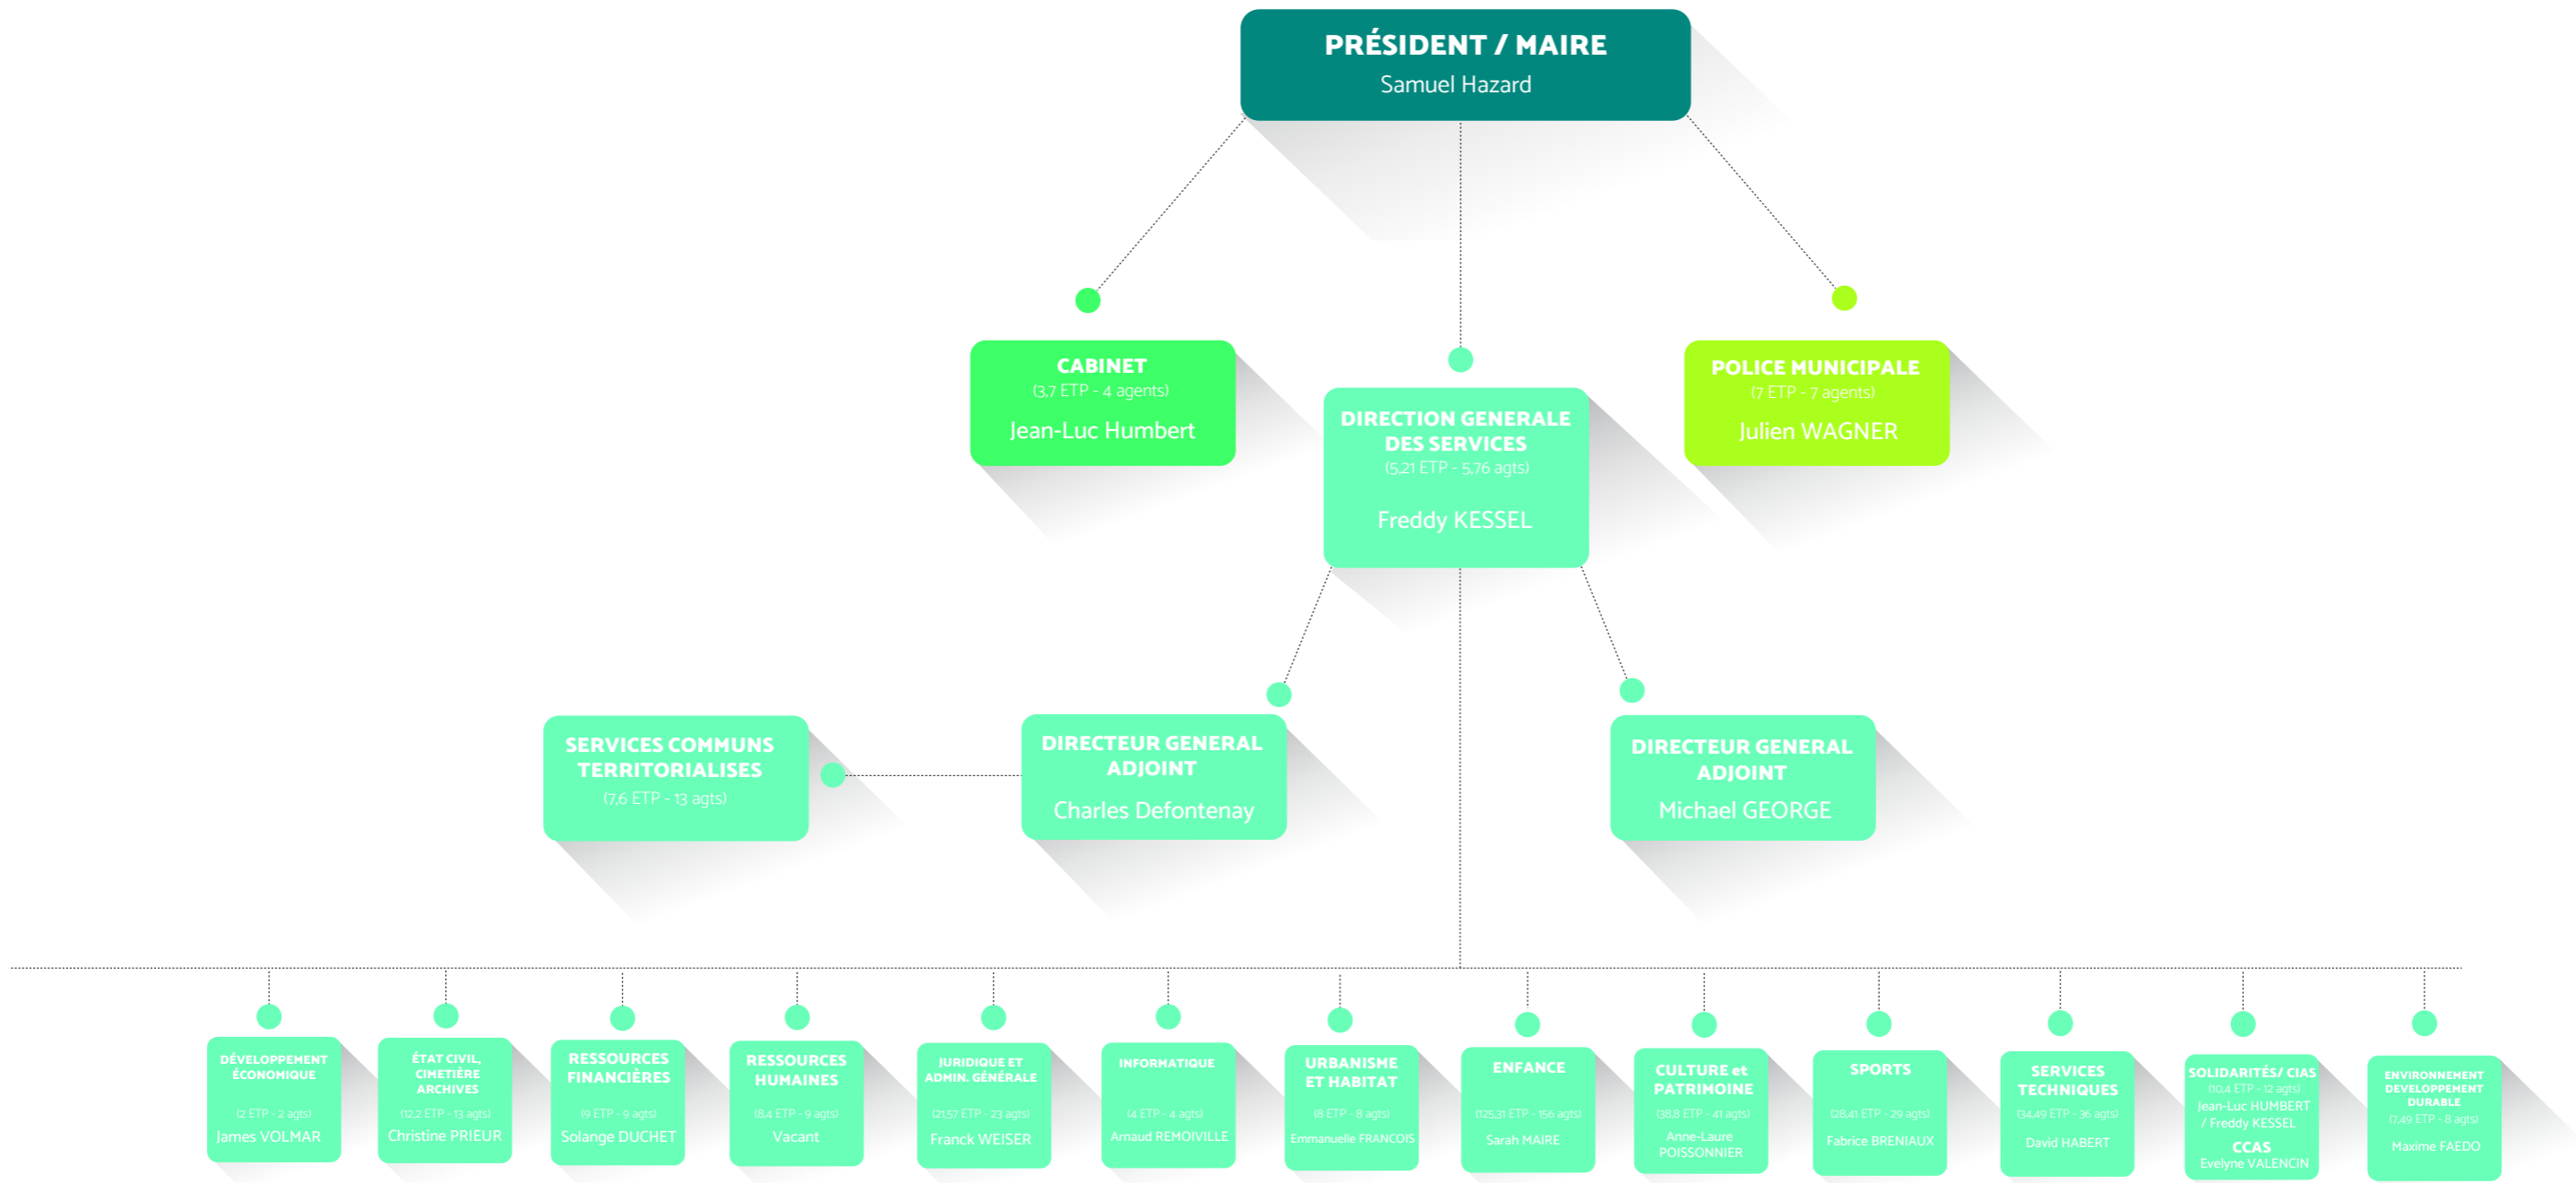 PRÉSIDENT / MAIRE
Samuel Hazard
CABINET
(3,7 ETP - 4 agents)
Jean-Luc Humbert
DIRECTION GENERALE
DES SERVICES
(5,21 ETP - 5,76 agts)
Freddy KESSEL
POLICE MUNICIPALE
(7 ETP - 7 agents)
Julien WAGNER
SERVICES COMMUNS
TERRITORIALISES
(7,6 ETP - 13 agts)
DIRECTEUR GENERAL
ADJOINT
Charles Defontenay
DIRECTEUR GENERAL
ADJOINT
Michael GEORGE
DÉVELOPPEMENT
ÉCONOMIQUE
(2 ETP - 2 agts)
James VOLMAR
ÉTAT CIVIL,
CIMETIÈRE
ARCHIVES
(12,2 ETP - 13 agts)
Christine PRIEUR
RESSOURCES
FINANCIÈRES
(9 ETP - 9 agts)
Solange DUCHET
RESSOURCES
HUMAINES
(8,4 ETP - 9 agts)
Vacant
JURIDIQUE ET
ADMIN. GÉNÉRALE
(21,57 ETP - 23 agts)
Franck WEISER
INFORMATIQUE
(4 ETP - 4 agts)
Arnaud REMOIVILLE
URBANISME
ET HABITAT
(8 ETP - 8 agts)
Emmanuelle FRANCOIS
ENFANCE
(125,31 ETP - 156 agts)
Sarah MAIRE
CULTURE et
PATRIMOINE
(38,8 ETP - 41 agts)
Anne-Laure
POISSONNIER
SPORTS
(28,41 ETP - 29 agts)
Fabrice BRENIAUX
SERVICES
TECHNIQUES
(34,49 ETP - 36 agts)
David HABERT
SOLIDARITÉS/ CIAS
(10,4 ETP - 12 agts)
Jean-Luc HUMBERT
/ Freddy KESSEL
CCAS
Evelyne VALENCIN
ENVIRONNEMENT
DEVELOPPEMENT
DURABLE
(7,49 ETP - 8 agts)
Maxime FAEDO